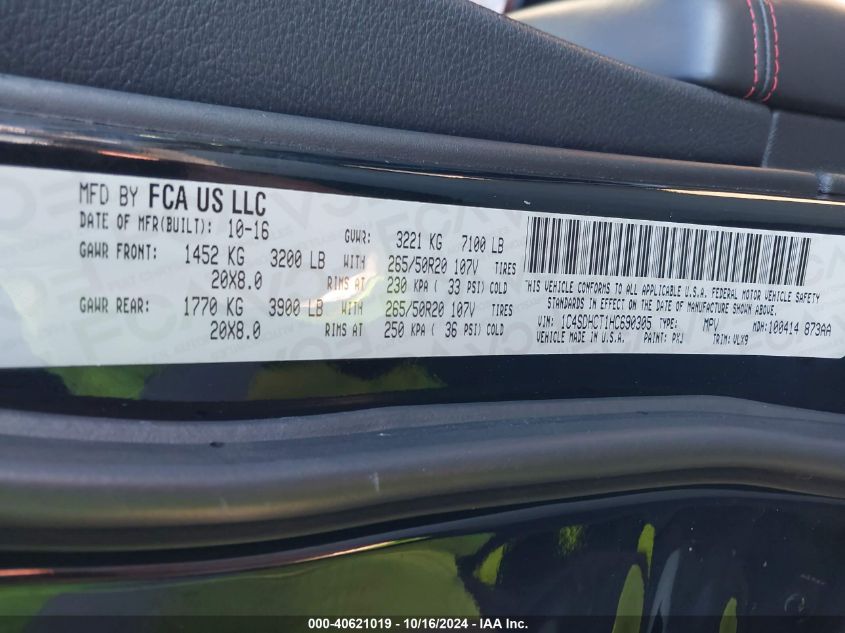 MFD BY FCA US LLC
DATE OF MFR(BUILT): 10-16 GVWR: 3221 KG 7100 LB
GAWR FRONT: 1452 KG 3200 LB WITH 265/50R20 107V TIRES
20X8.0 RIMS AT 230 KPA ( 33 PSI) COLD
GAWR REAR: 1770 KG 3900 LB WITH 265/50R20 107V TIRES
20X8.0 RIMS AT 250 KPA ( 36 PSI) COLD
THIS VEHICLE CONFORMS TO ALL APPLICABLE U.S.A. FEDERAL MOTOR VEHICLE SAFETY
STANDARDS IN EFFECT ON THE DATE OF MANUFACTURE SHOWN ABOVE.
VIN: 1C4SDHCT1HC690305 TYPE: MPV MDH:100414 873AA
VEHICLE MADE IN U.S.A. PAINT: PXJ TRIM:VLX9
000-40621019 - 10/16/2024 - IAA Inc.